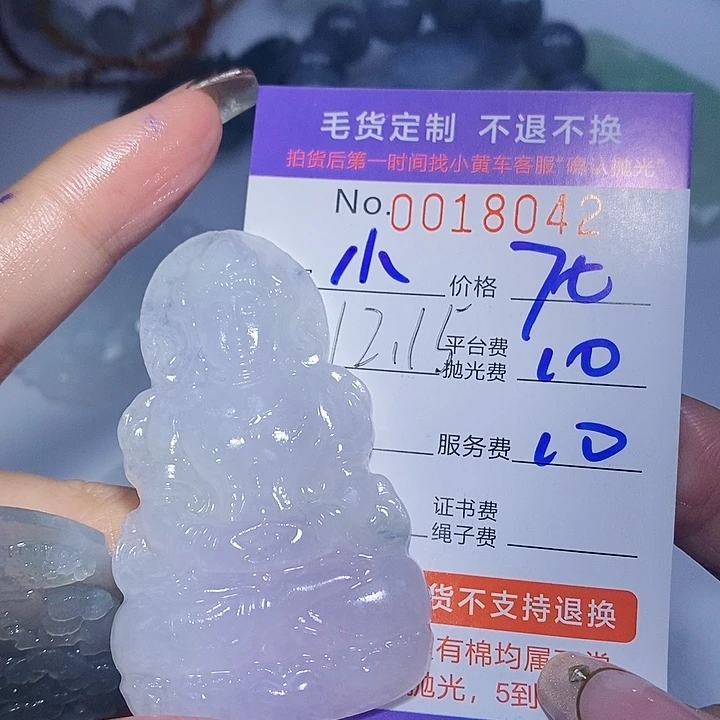 毛货定制 不退不换
拍货后第一时间找小黄车客服“确认抛光”
No.0018042
小 价格
12.15 平台费
抛光费 10
服务费 10
证书费
绳子费
货不支持退换
有棉均属
抛光，5到